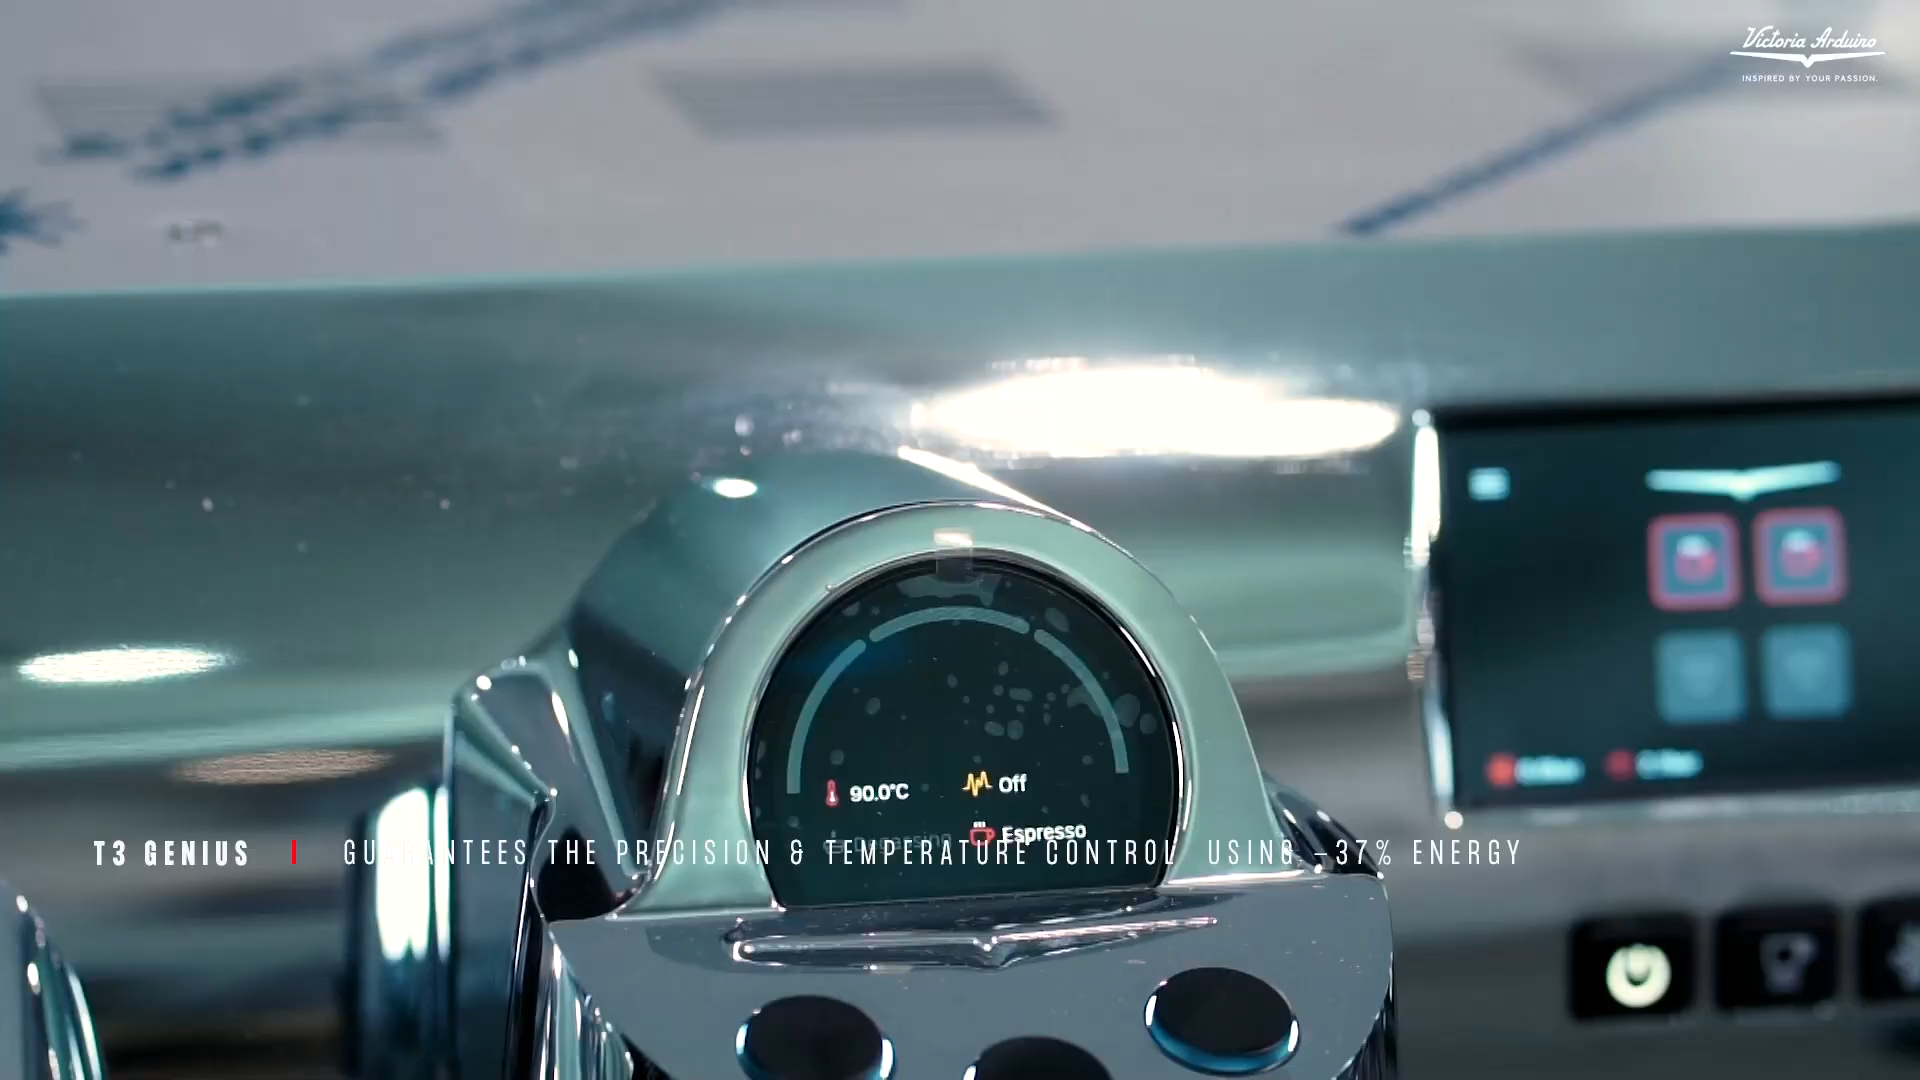 Victoria Arduino
INSPIRED BY YOUR PASSION.
90.0°C
Off
Degassing
Espresso
T3 GENIUS | GUARANTEES THE PRECISION & TEMPERATURE CONTROL USING -37% ENERGY